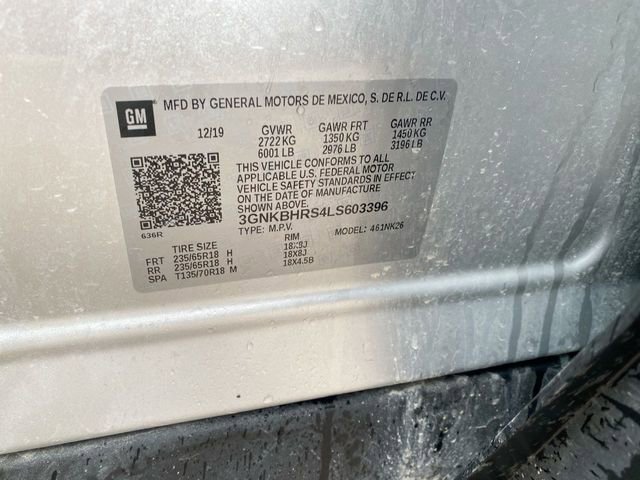 GM
MFD BY GENERAL MOTORS DE MEXICO, S. DE R.L. DE C.V.
12/19 GVWR GAWR FRT GAWR RR
2722 KG 1350 KG 1450 KG
6001 LB 2976 LB 3196 LB
THIS VEHICLE CONFORMS TO ALL
APPLICABLE U.S. FEDERAL MOTOR
VEHICLE SAFETY STANDARDS IN
EFFECT ON THE DATE OF MANUFACTURE
SHOWN ABOVE.
3GNKBHRS4LS603396
636R
TYPE: M.P.V. MODEL: 461NK26
TIRE SIZE RIM
FRT 235/65R18 H 18X8J
RR 235/65R18 H 18X8J
SPA T135/70R18 M 18X4.5B